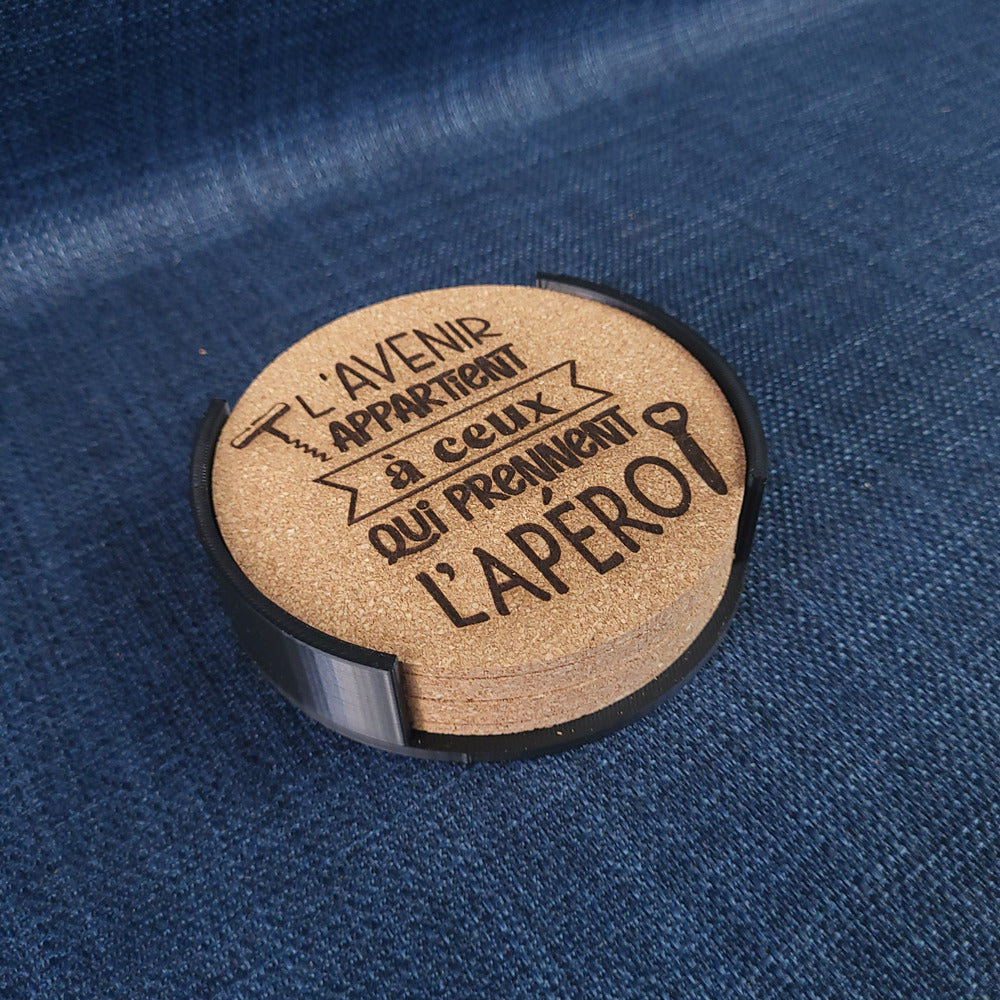 L'AVENIR
APPARTIENT
à ceux
QUI PRENNENT
L'APÉRO